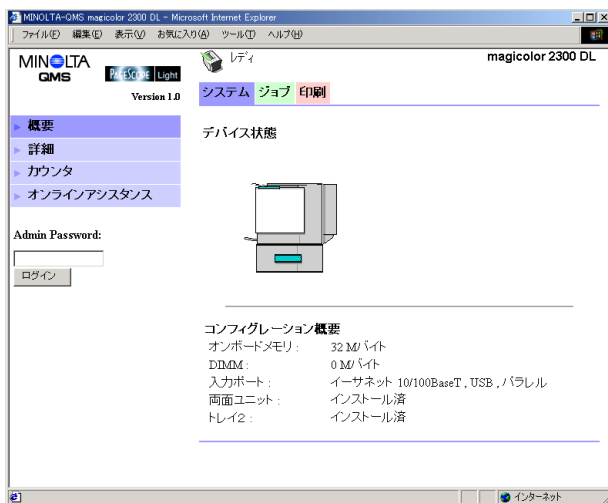 MINOLTA-QMS magicolor 2300 DL - Microsoft Internet Explorer
ファイル(F) 編集(E) 表示(V) お気に入り(A) ツール(T) ヘルプ(H)
MINOLTA
QMS
PAGESCOPE Light
Version 1.0
レディ
magicolor 2300 DL
システム ジョブ 印刷
概要
詳細
カウンタ
オンラインアシスタンス
Admin Password:
ログイン
デバイス状態
コンフィグレーション概要
オンボードメモリ : 32 Mバイト
DIMM : 0 Mバイト
入力ポート : イーサネット 10/100BaseT , USB , パラレル
両面ユニット : インストール済
トレイ2 : インストール済
インターネット